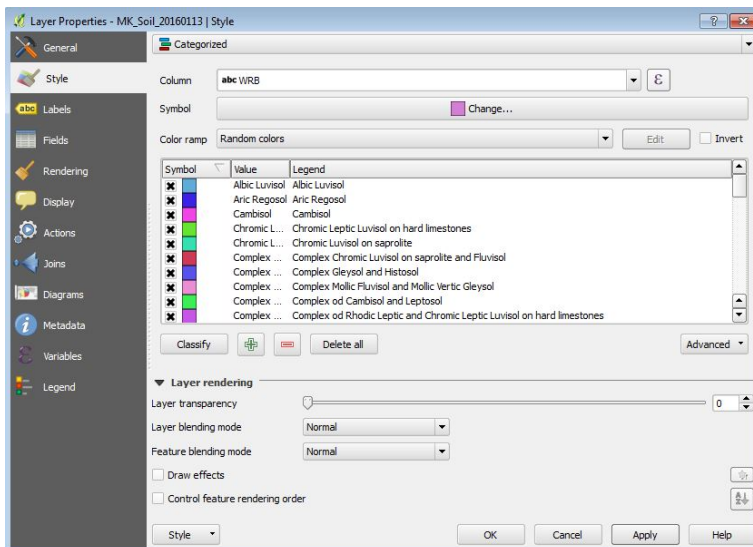 Layer Properties - MK_Soil_20160113 | Style
General
Style
abc Labels
Fields
Rendering
Display
Actions
Joins
Diagrams
Metadata
Variables
Legend
Categorized
Column abc WRB ε
Symbol Change...
Color ramp Random colors Edit Invert
Symbol Value Legend
Albic Luvisol Albic Luvisol
Aric Regosol Aric Regosol
Cambisol Cambisol
Chromic L... Chromic Leptic Luvisol on hard limestones
Chromic L... Chromic Luvisol on saprolite
Complex ... Complex Chromic Luvisol on saprolite and Fluvisol
Complex ... Complex Gleysol and Histosol
Complex ... Complex Mollic Fluvisol and Mollic Vertic Gleysol
Complex ... Complex od Cambisol and Leptosol
Complex ... Complex od Rhodic Leptic and Chromic Leptic Luvisol on hard limestones
Classify Delete all Advanced
Layer rendering
Layer transparency 0
Layer blending mode Normal
Feature blending mode Normal
Draw effects
Control feature rendering order
Style OK Cancel Apply Help